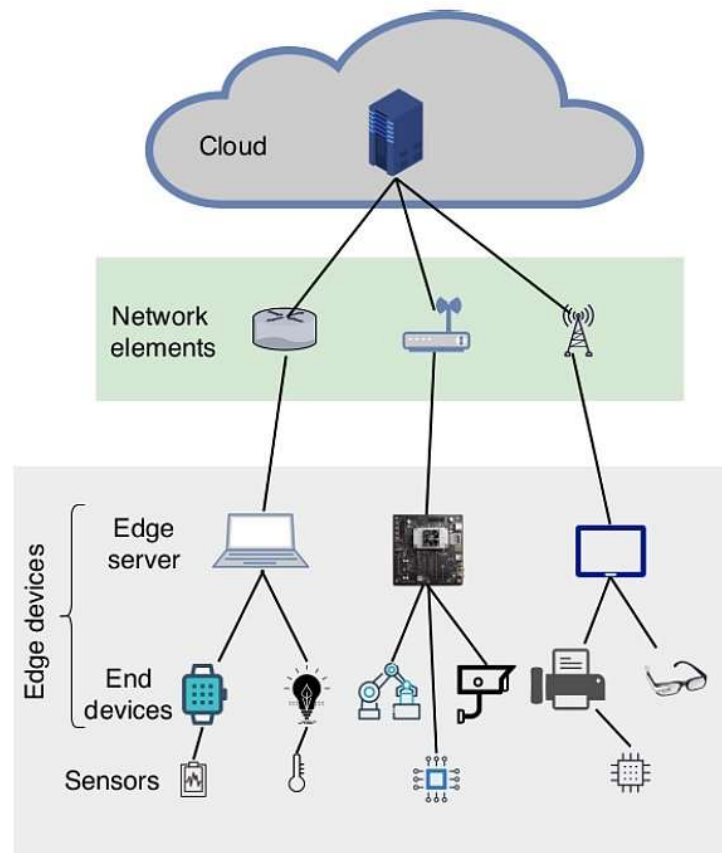 Cloud
Network
elements
Edge devices
Edge
server
End
devices
Sensors